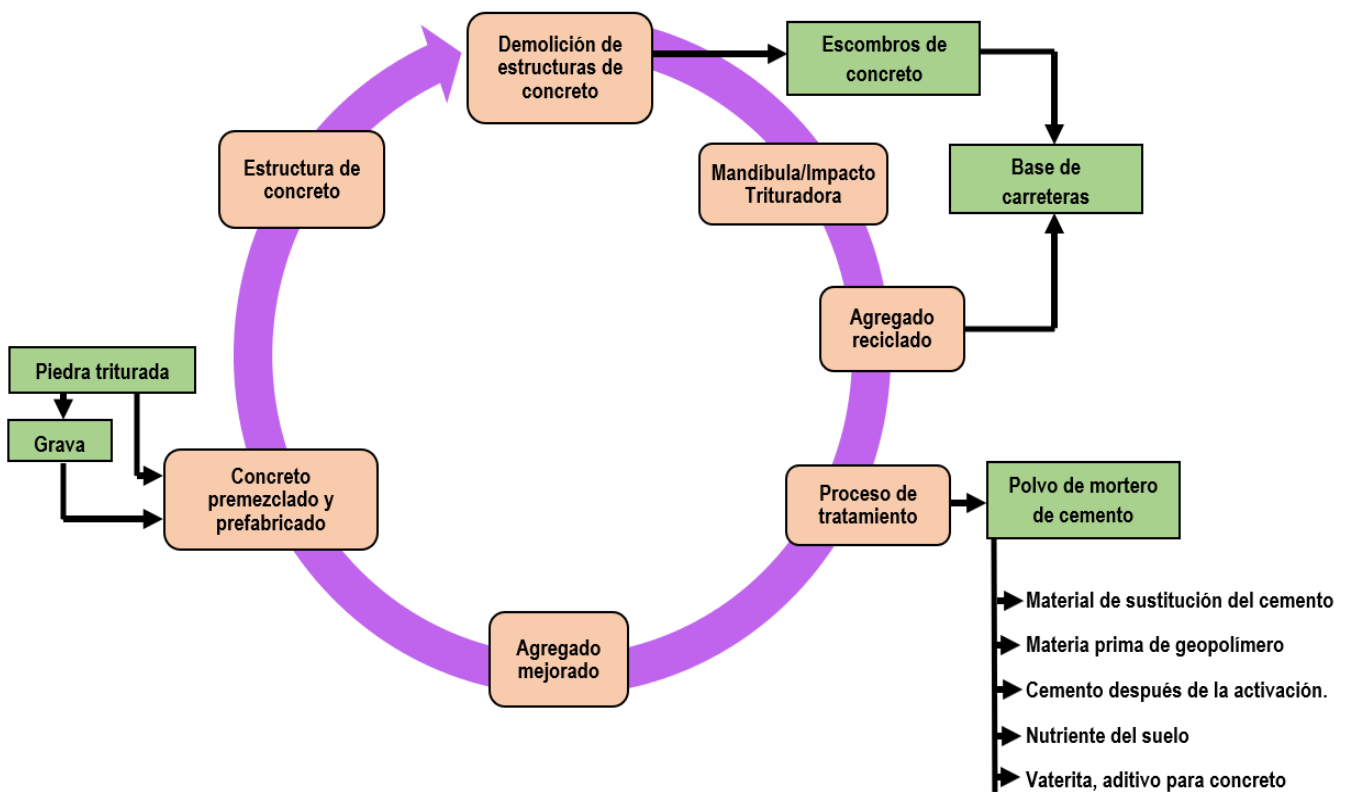 Demolición de
estructuras de
concreto
Escombros de
concreto
Estructura de
concreto
Mandíbula/Impacto
Trituradora
Base de
carreteras
Agregado
reciclado
Piedra triturada
Grava
Concreto
premezclado y
prefabricado
Proceso de
tratamiento
Polvo de mortero
de cemento
Agregado
mejorado
Material de sustitución del cemento
Materia prima de geopolímero
Cemento después de la activación.
Nutriente del suelo
Vaterita, aditivo para concreto